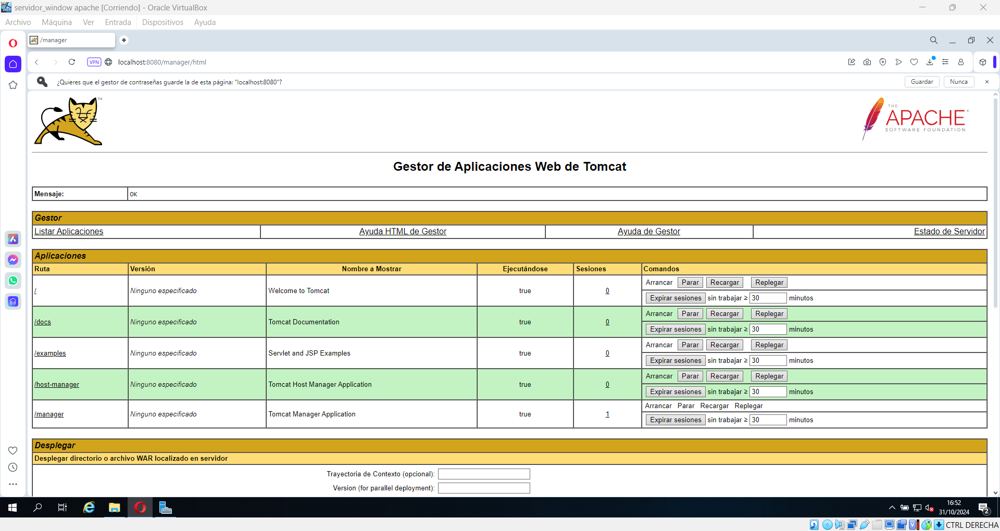 servidor_window apache [Corriendo] - Oracle VirtualBox
Archivo Máquina Ver Entrada Dispositivos Ayuda
/manager
VPN localhost:8080/manager/html
¿Quieres que el gestor de contraseñas guarde la de esta página: "localhost:8080"? Guardar Nunca
TM
THE
APACHE®
SOFTWARE FOUNDATION
Gestor de Aplicaciones Web de Tomcat
Mensaje: OK
Gestor
Listar Aplicaciones Ayuda HTML de Gestor Ayuda de Gestor Estado de Servidor
Aplicaciones
Ruta Versión Nombre a Mostrar Ejecutándose Sesiones Comandos
/ Ninguno especificado Welcome to Tomcat true 0 Arrancar Parar Recargar Replegar
Expirar sesiones sin trabajar ≥ 30 minutos
/docs Ninguno especificado Tomcat Documentation true 0 Arrancar Parar Recargar Replegar
Expirar sesiones sin trabajar ≥ 30 minutos
/examples Ninguno especificado Servlet and JSP Examples true 0 Arrancar Parar Recargar Replegar
Expirar sesiones sin trabajar ≥ 30 minutos
/host-manager Ninguno especificado Tomcat Host Manager Application true 0 Arrancar Parar Recargar Replegar
Expirar sesiones sin trabajar ≥ 30 minutos
/manager Ninguno especificado Tomcat Manager Application true 1 Arrancar Parar Recargar Replegar
Expirar sesiones sin trabajar ≥ 30 minutos
Desplegar
Desplegar directorio o archivo WAR localizado en servidor
Trayectoria de Contexto (opcional):
Version (for parallel deployment):
16:52
31/10/2024
2
CTRL DERECHA